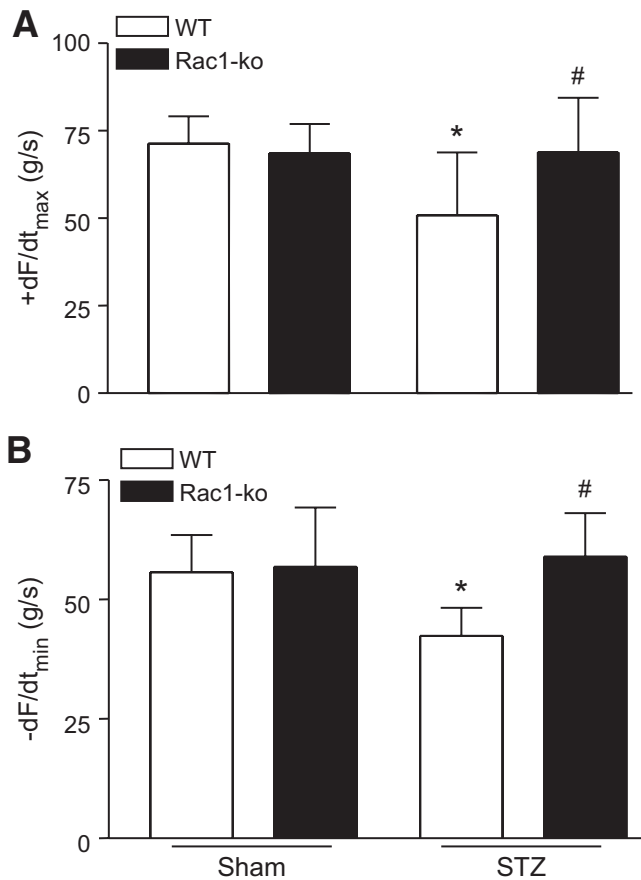 A
WT
Rac1-ko
100
75
50
25
0
+dF/dtmax (g/s)
*
#
B
WT
Rac1-ko
75
50
25
0
-dF/dtmin (g/s)
*
#
Sham
STZ